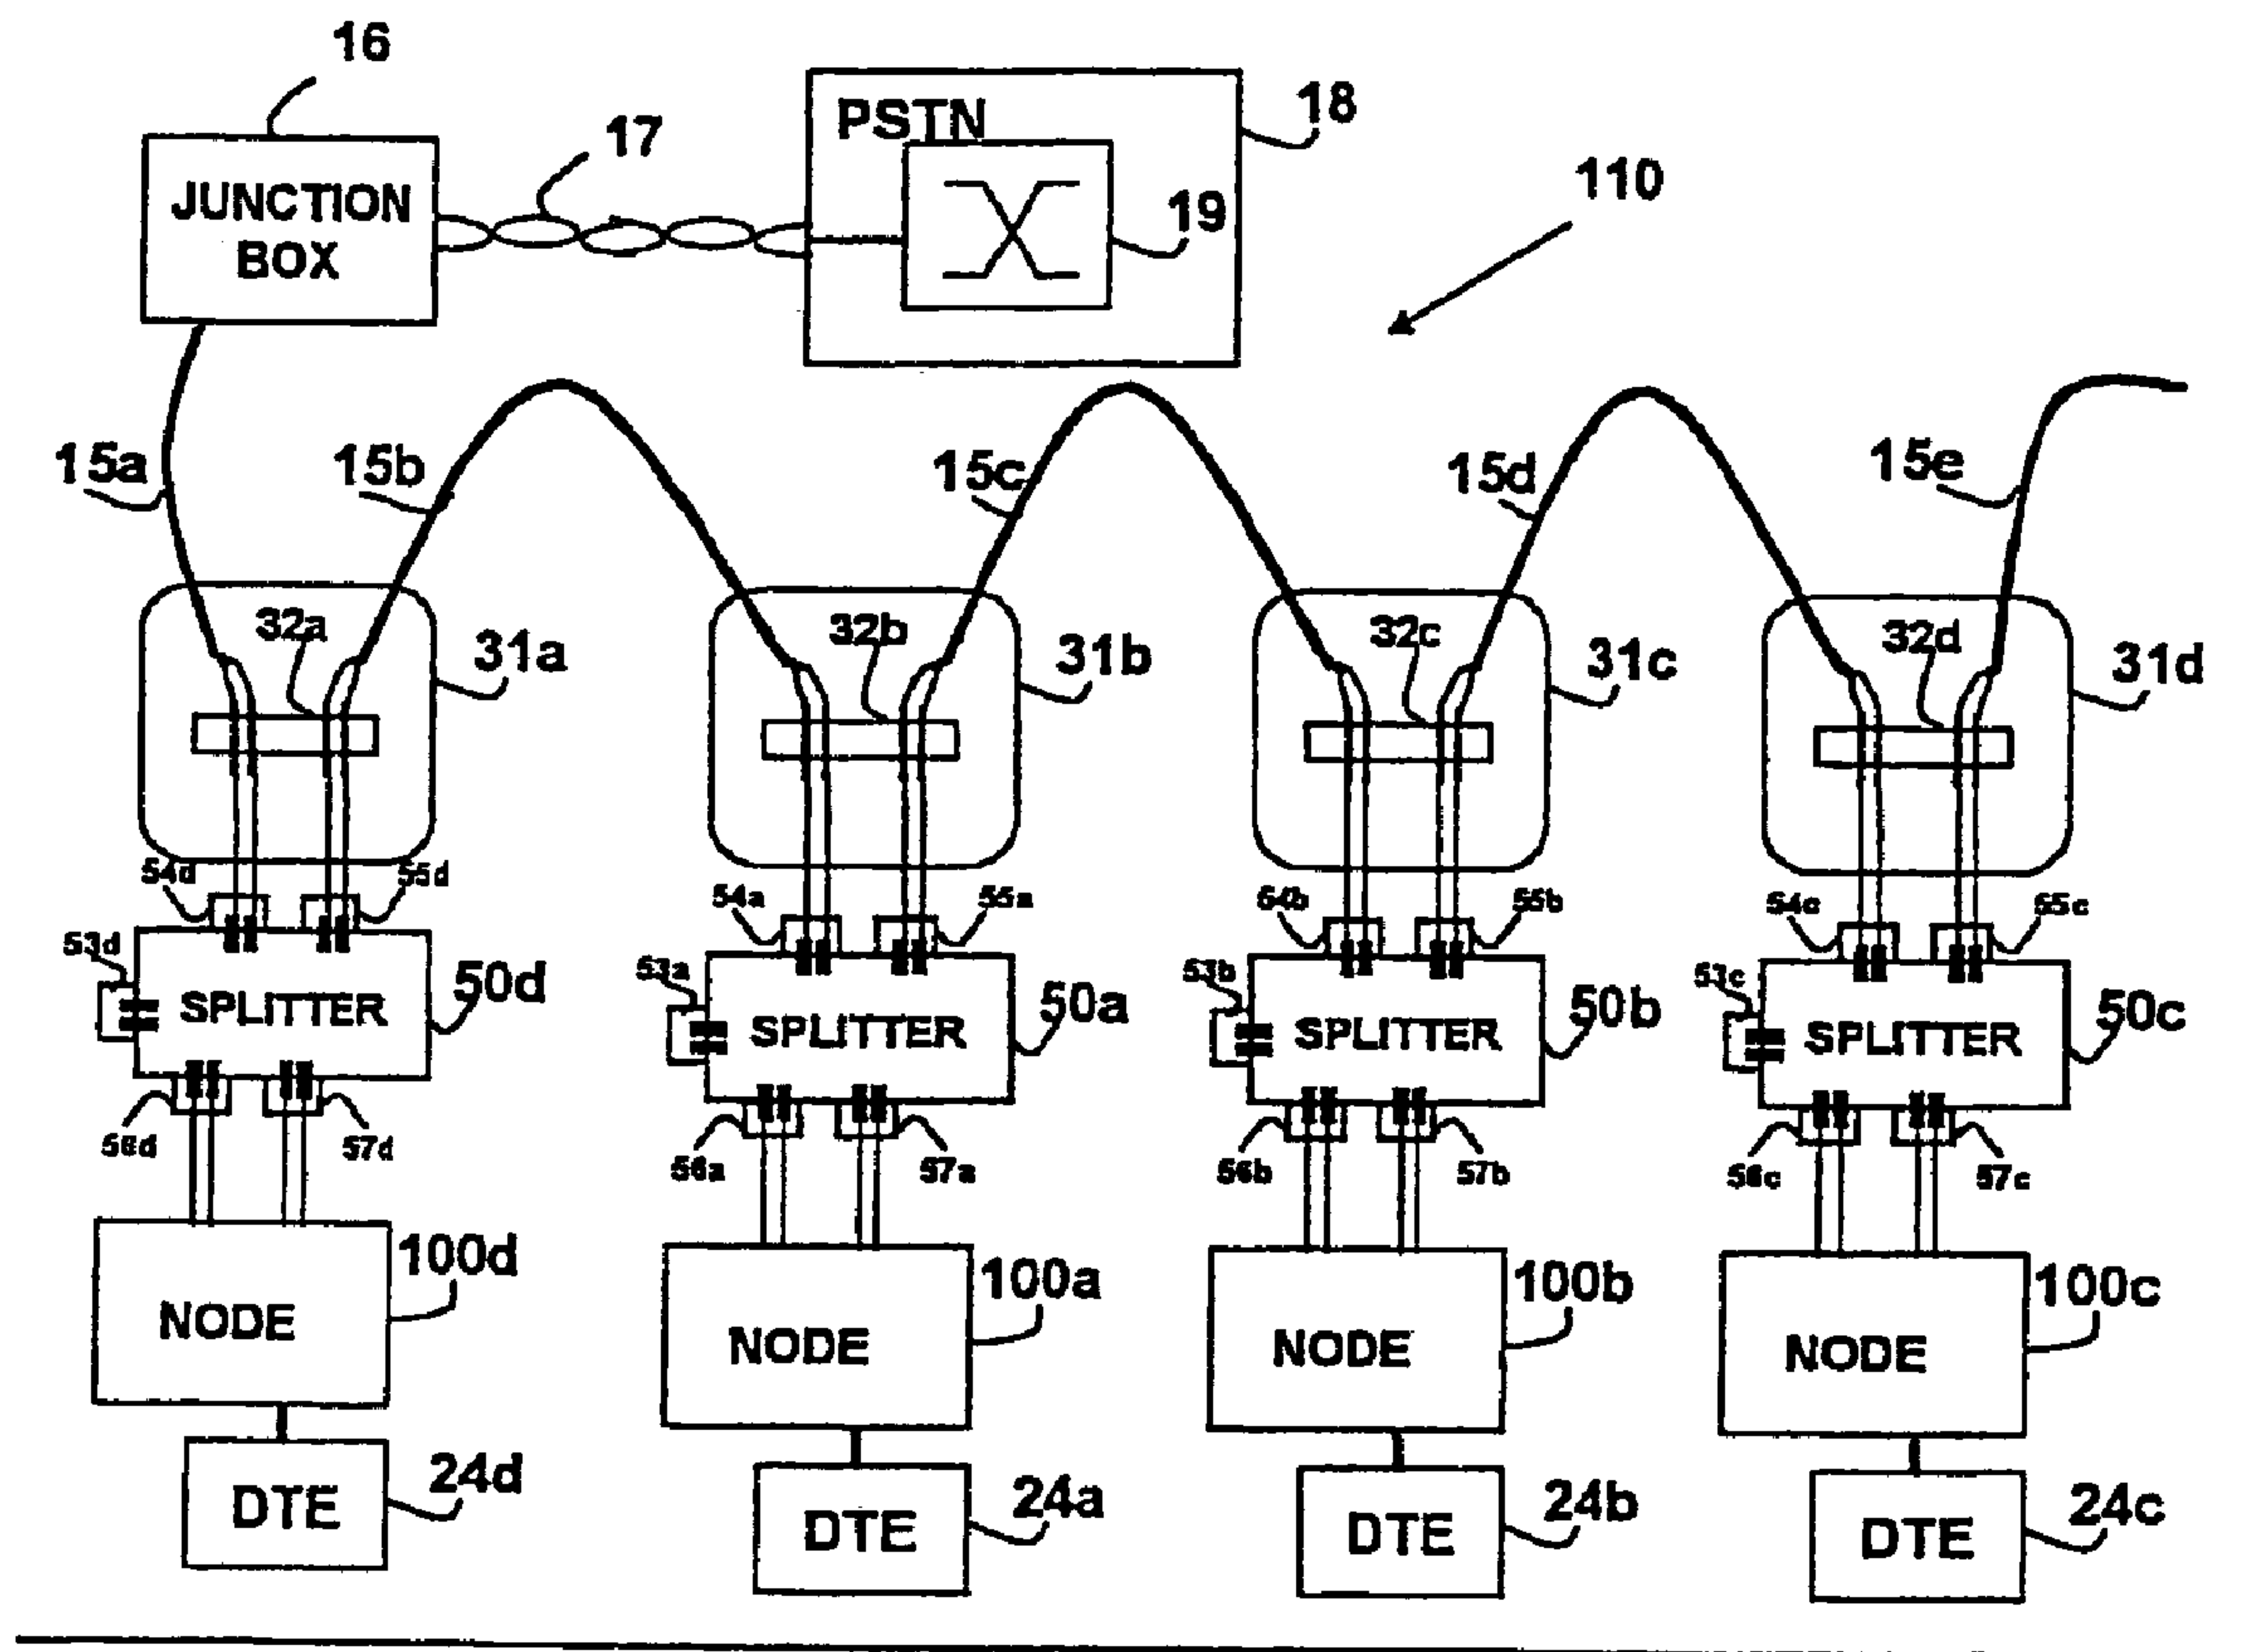 16
17
PSTN
18
JUNCTION
BOX
19
110
15a
15b
15c
15d
15e
32a
31a
32b
31b
32c
31c
32d
31d
54d
55d
54a
55a
54b
55b
54c
55c
53d
SPLITTER
50d
53a
SPLITTER
50a
53b
SPLITTER
50b
53c
SPLITTER
50c
56d
57d
56a
57a
56b
57b
56c
57c
NODE
100d
NODE
100a
NODE
100b
NODE
100c
DTE
24d
DTE
24a
DTE
24b
DTE
24c